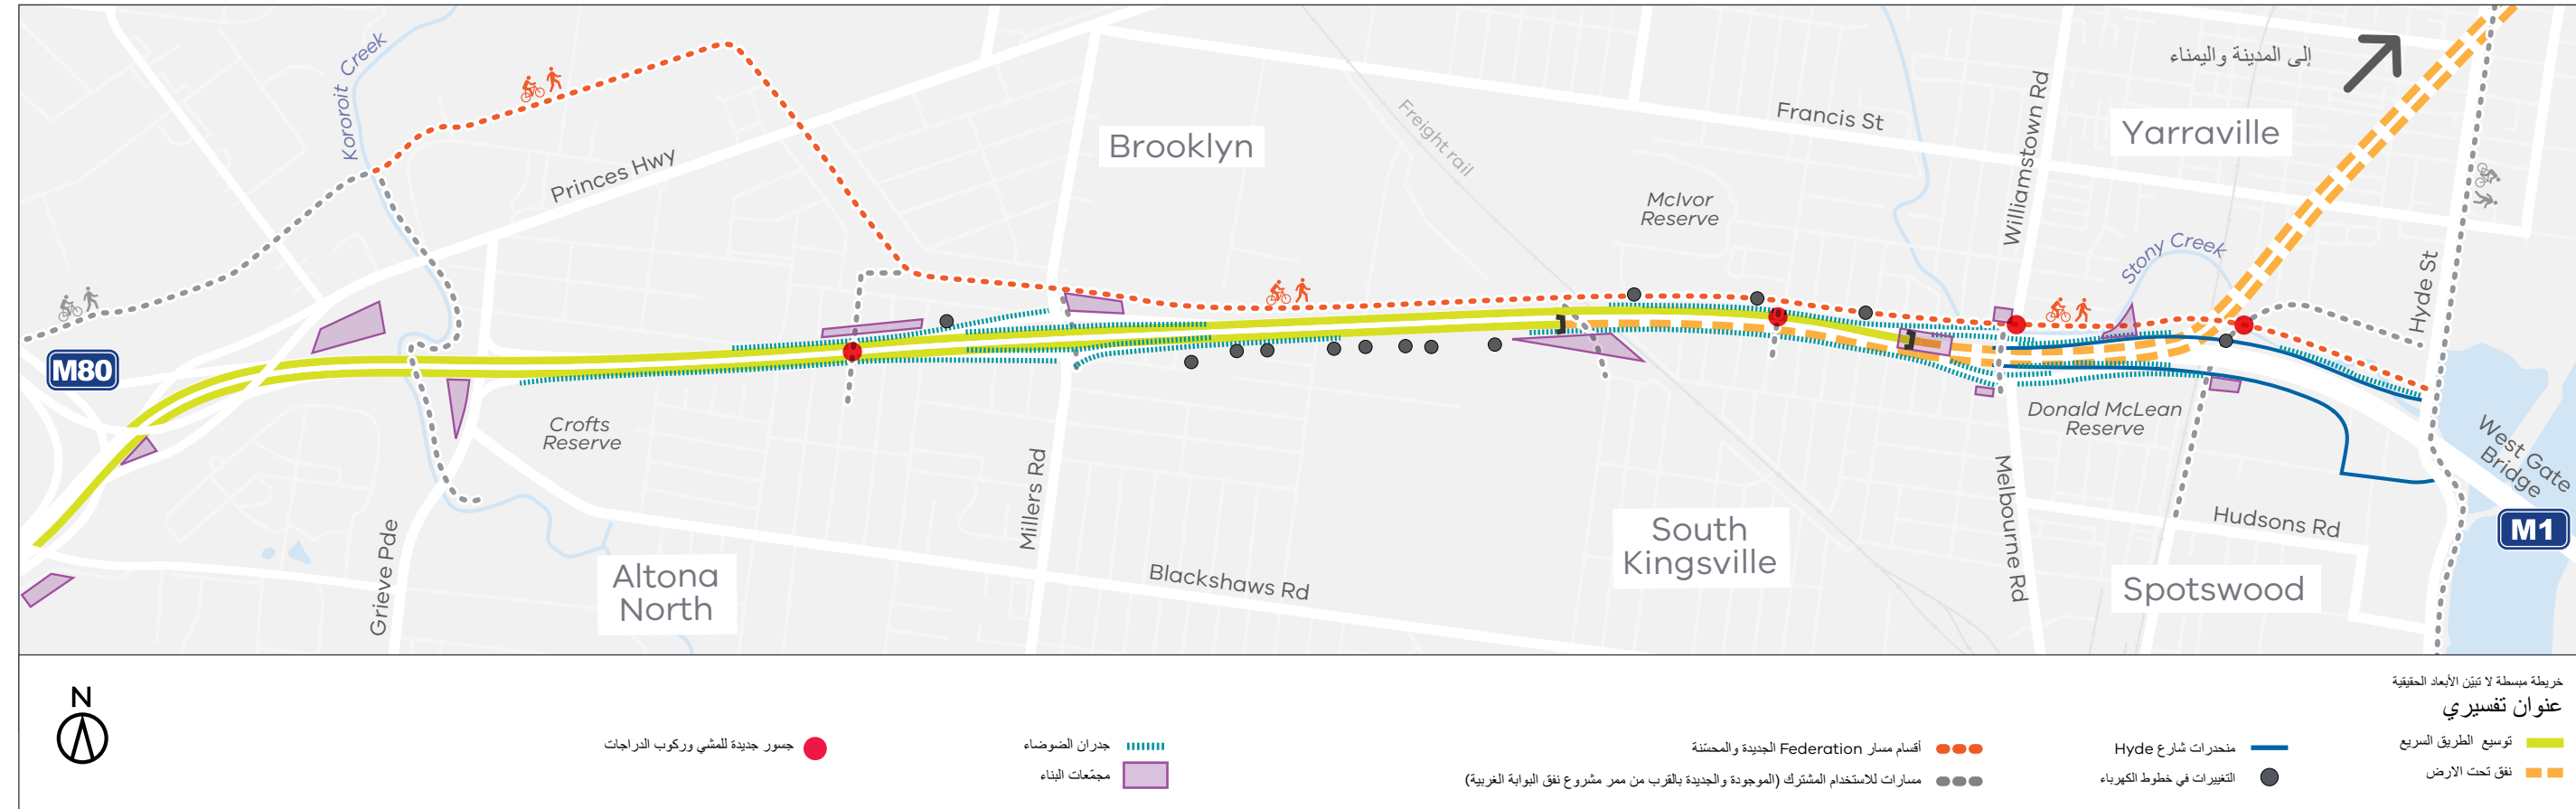 Kororoit Creek
إلى المدينة واليمناء
Williamstown Rd
Francis St
Yarraville
Brooklyn
Freight rail
Princes Hwy
McIvor
Reserve
Stony Creek
Hyde St
M80
Crofts
Reserve
Donald McLean
Reserve
West Gate
Bridge
Millers Rd
Melbourne Rd
South
Kingsville
Hudsons Rd
M1
Grieve Pde
Altona
North
Blackshaws Rd
Spotswood
N
خريطة مبسطة لا تبيّن الأبعاد الحقيقية
عنوان تفسيري
توسيع الطريق السريع
نفق تحت الارض
منحدرات شارع Hyde
التغييرات في خطوط الكهرباء
أقسام مسار Federation الجديدة والمحسّنة
مسارات للاستخدام المشترك (الموجودة والجديدة بالقرب من ممر مشروع نفق البوابة الغربية)
جدران الضوضاء
مجمّعات البناء
جسور جديدة للمشي وركوب الدراجات